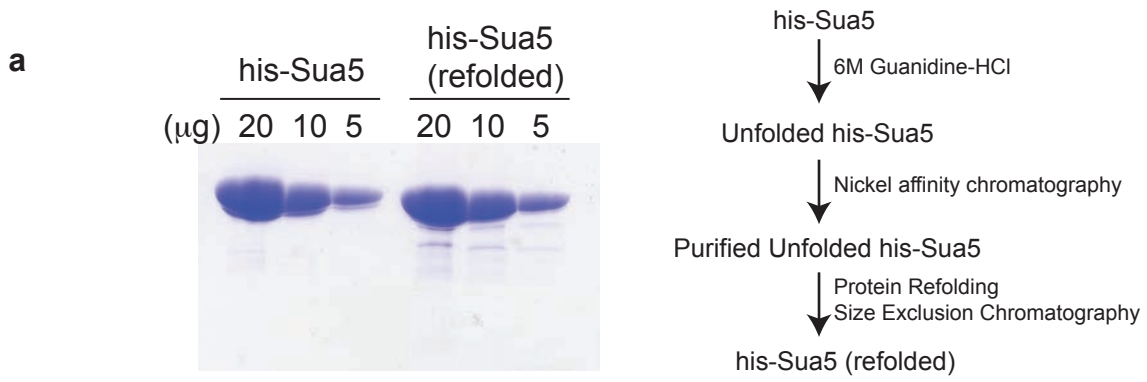 a
his-Sua5
his-Sua5
(refolded)
(μg) 20 10 5 20 10 5
his-Sua5
6M Guanidine-HCl
Unfolded his-Sua5
Nickel affinity chromatography
Purified Unfolded his-Sua5
Protein Refolding
Size Exclusion Chromatography
his-Sua5 (refolded)